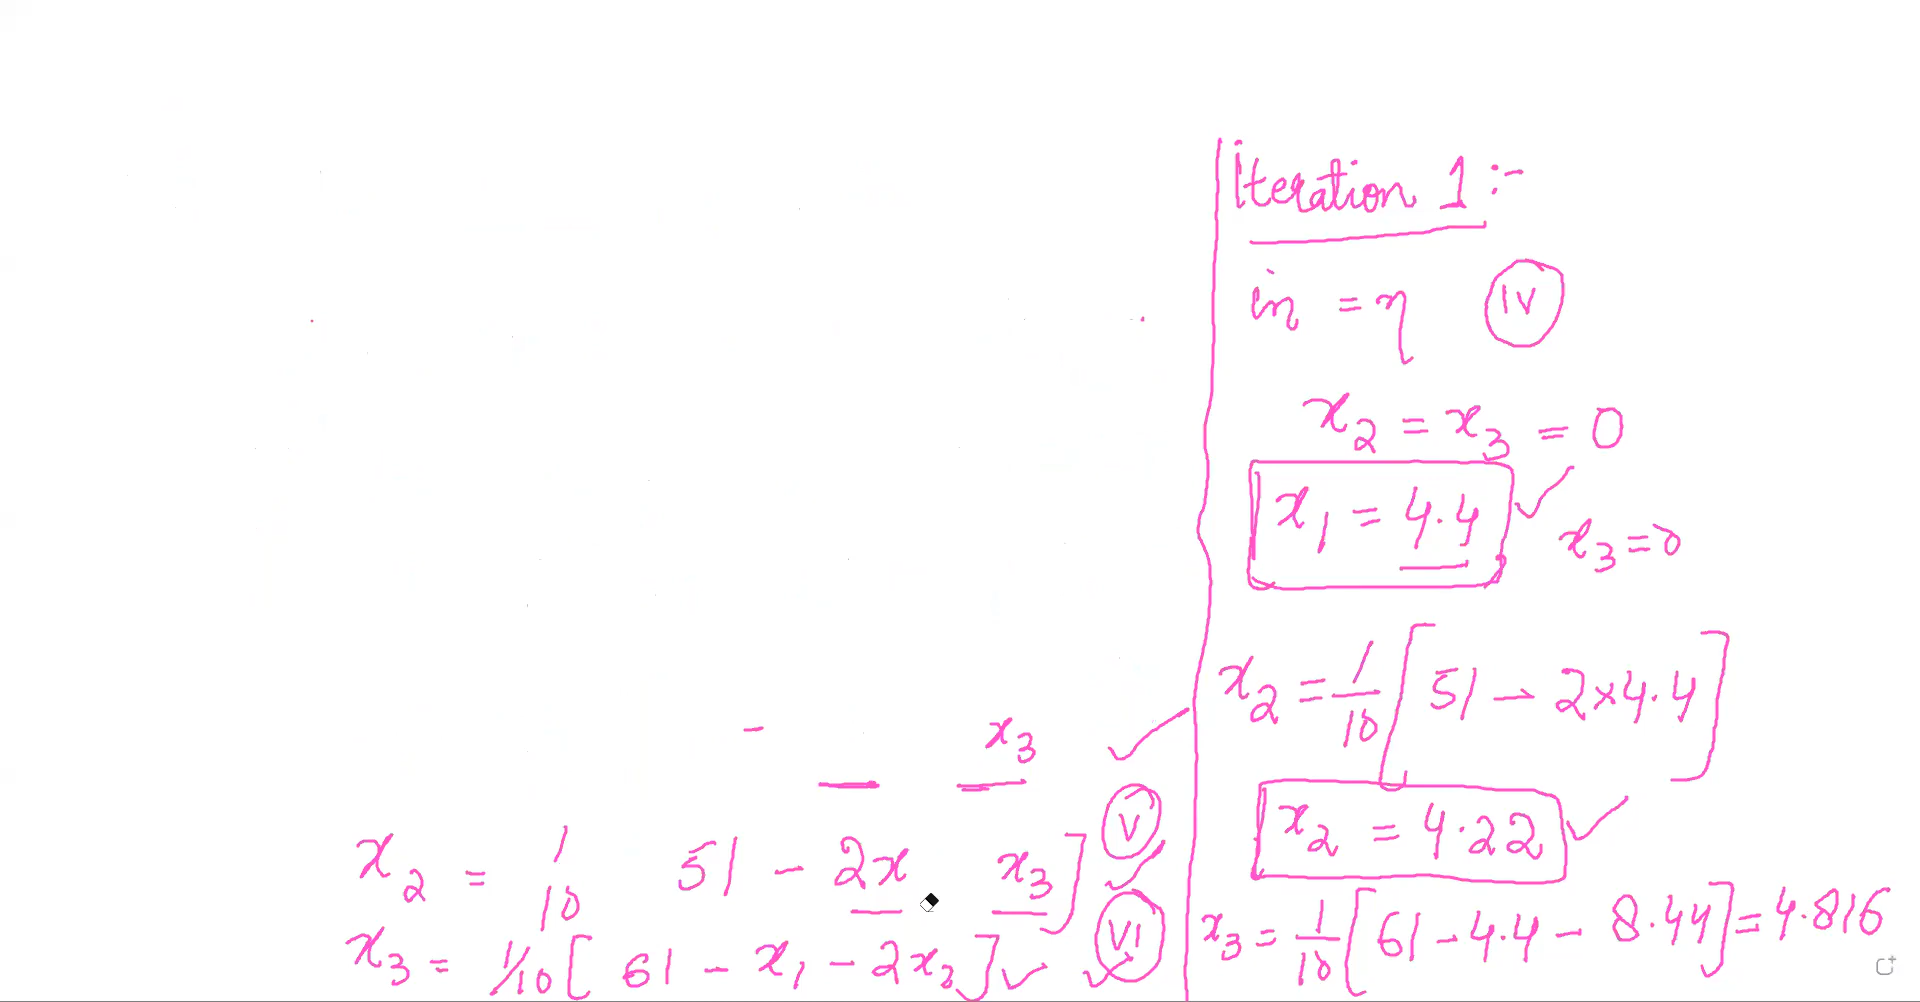 x3
x2 = 1/10 51 - 2x x3] V
x3 = 1/10 [61 - x1 - 2x2] VI
Iteration 1 :-
in = η IV
x2 = x3 = 0
x1 = 4.4
x3 = 0
x2 = 1/10 [51 - 2×4.4]
x2 = 4.22
x3 = 1/10 [61 - 4.4 - 8.44] = 4.816